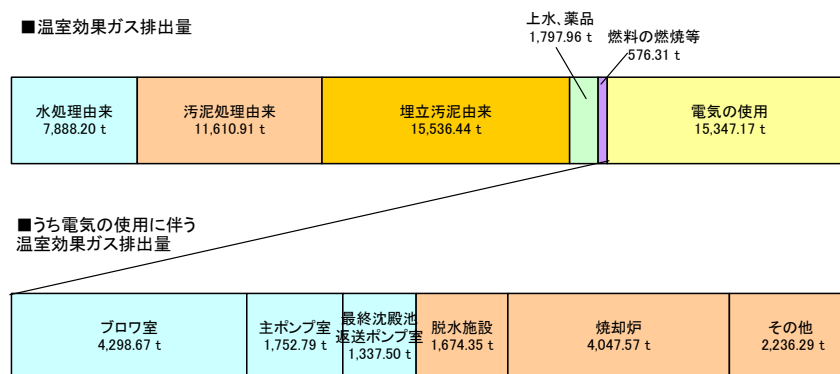 ■温室効果ガス排出量
上水、薬品
1,797.96 t
燃料の燃焼等
576.31 t
水処理由来
7,888.20 t
汚泥処理由来
11,610.91 t
埋立汚泥由来
15,536.44 t
電気の使用
15,347.17 t
■うち電気の使用に伴う
温室効果ガス排出量
ブロワ室
4,298.67 t
主ポンプ室
1,752.79 t
最終沈殿池
返送ポンプ室
1,337.50 t
脱水施設
1,674.35 t
焼却炉
4,047.57 t
その他
2,236.29 t